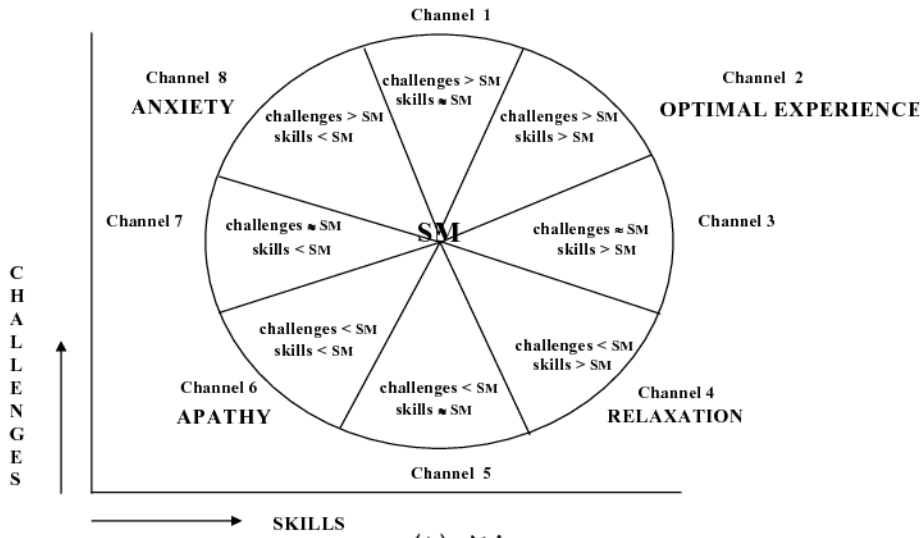 Channel 1
Channel 8
ANXIETY
challenges > SM
skills ≈ SM
Channel 2
OPTIMAL EXPERIENCE
challenges > SM
skills < SM
challenges > SM
skills > SM
Channel 7
challenges ≈ SM
skills < SM
SM
challenges ≈ SM
skills > SM
Channel 3
CHALLENGES
challenges < SM
skills < SM
challenges < SM
skills > SM
Channel 6
APATHY
challenges < SM
skills ≈ SM
Channel 4
RELAXATION
Channel 5
SKILLS